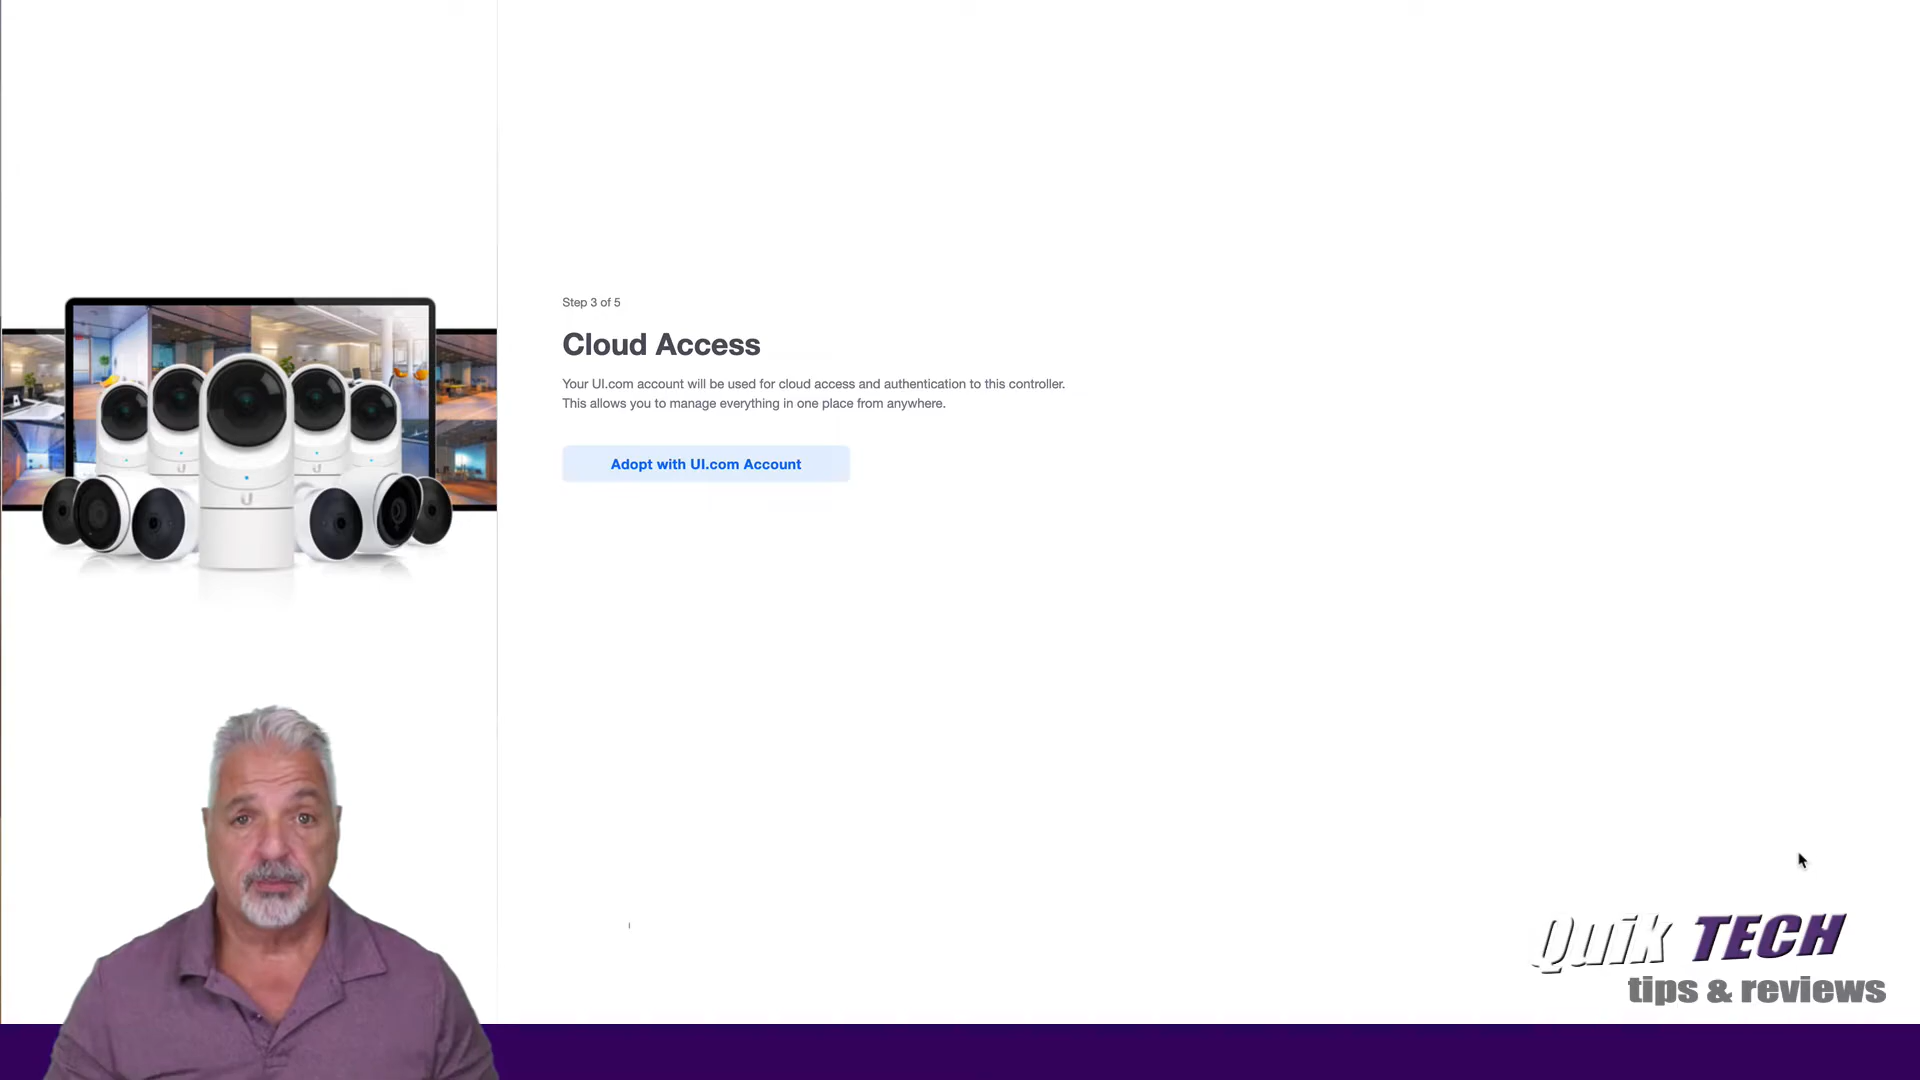 Step 3 of 5
Cloud Access
Your UI.com account will be used for cloud access and authentication to this controller.
This allows you to manage everything in one place from anywhere.
Adopt with UI.com Account
Quik TECH
tips & reviews